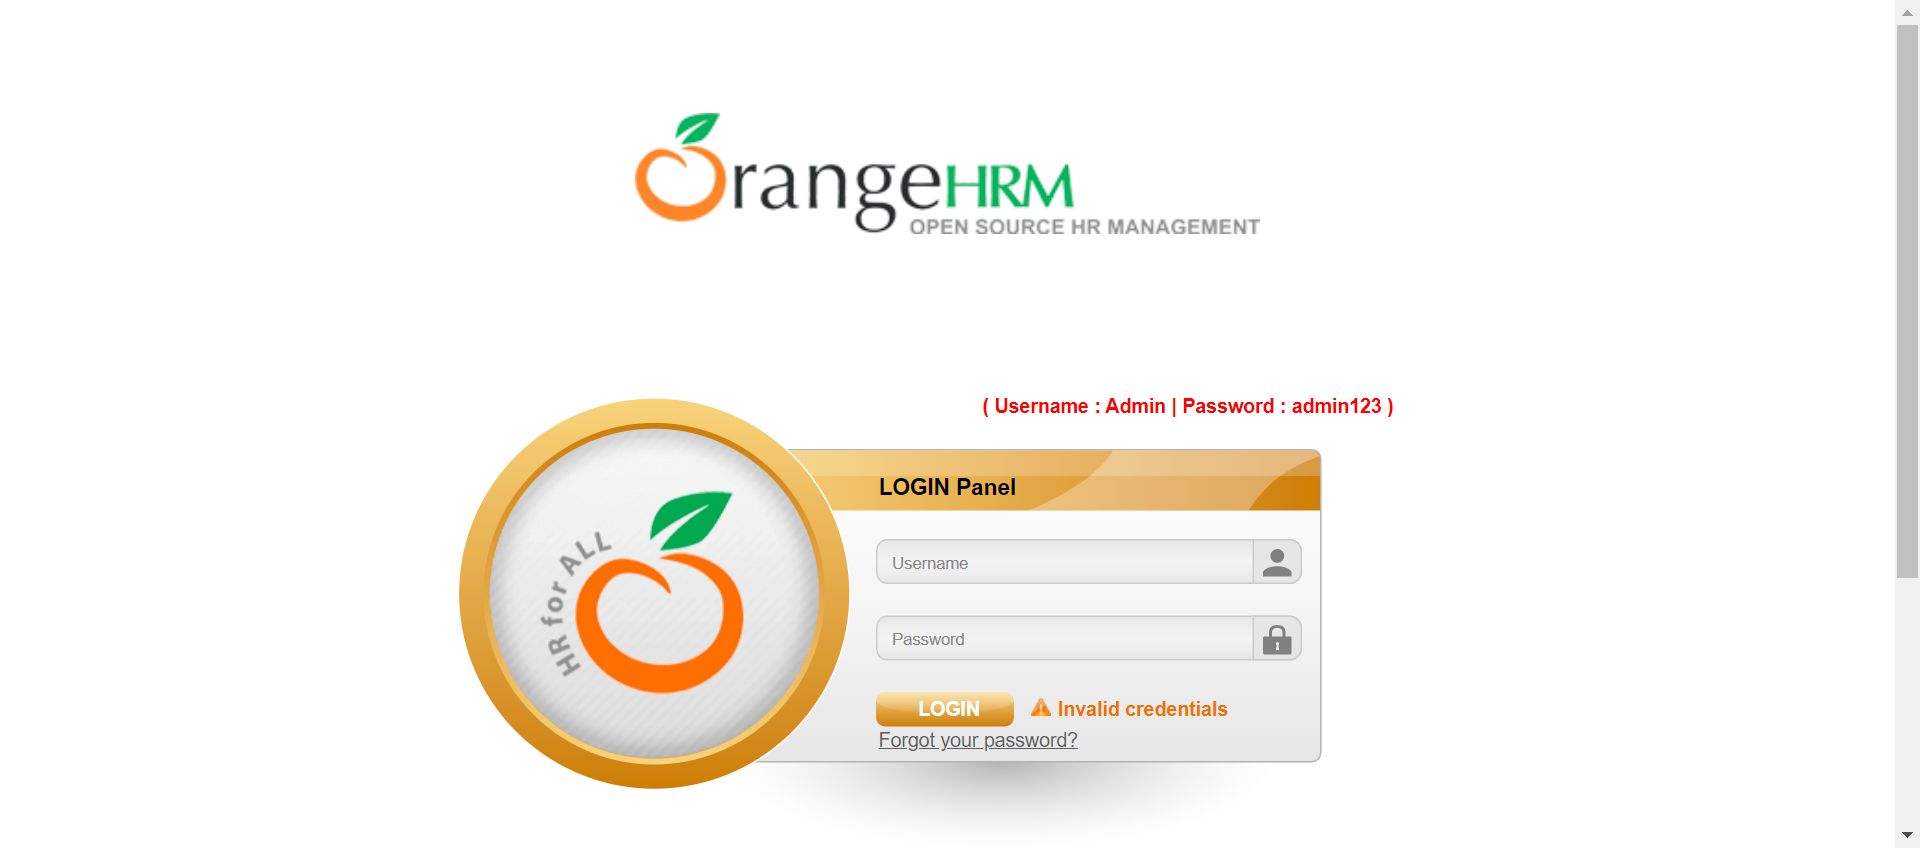 OrangeHRM
OPEN SOURCE HR MANAGEMENT
( Username : Admin | Password : admin123 )
LOGIN Panel
HR for ALL
Username
Password
LOGIN
Invalid credentials
Forgot your password?